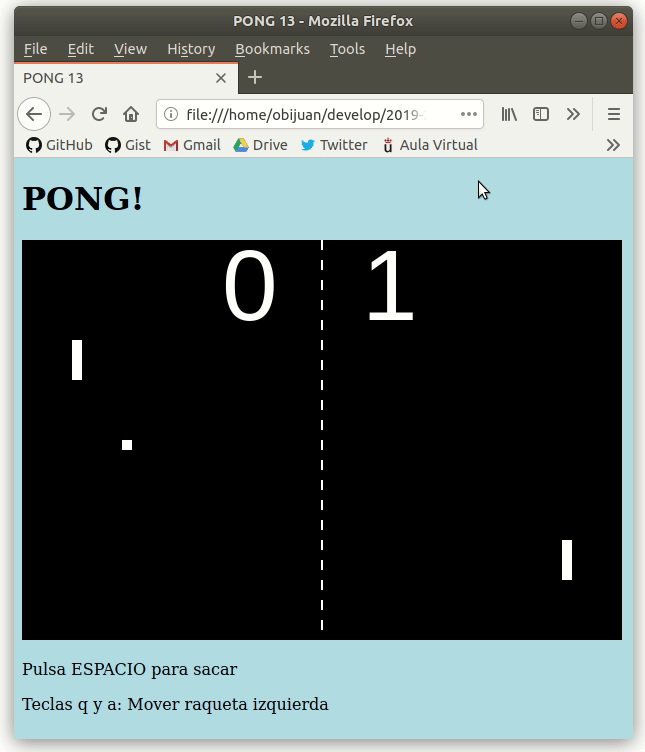 PONG 13 - Mozilla Firefox
File Edit View History Bookmarks Tools Help
PONG 13
file:///home/obijuan/develop/2019-
GitHub Gist Gmail Drive Twitter Aula Virtual
PONG!
0 1
Pulsa ESPACIO para sacar
Teclas q y a: Mover raqueta izquierda